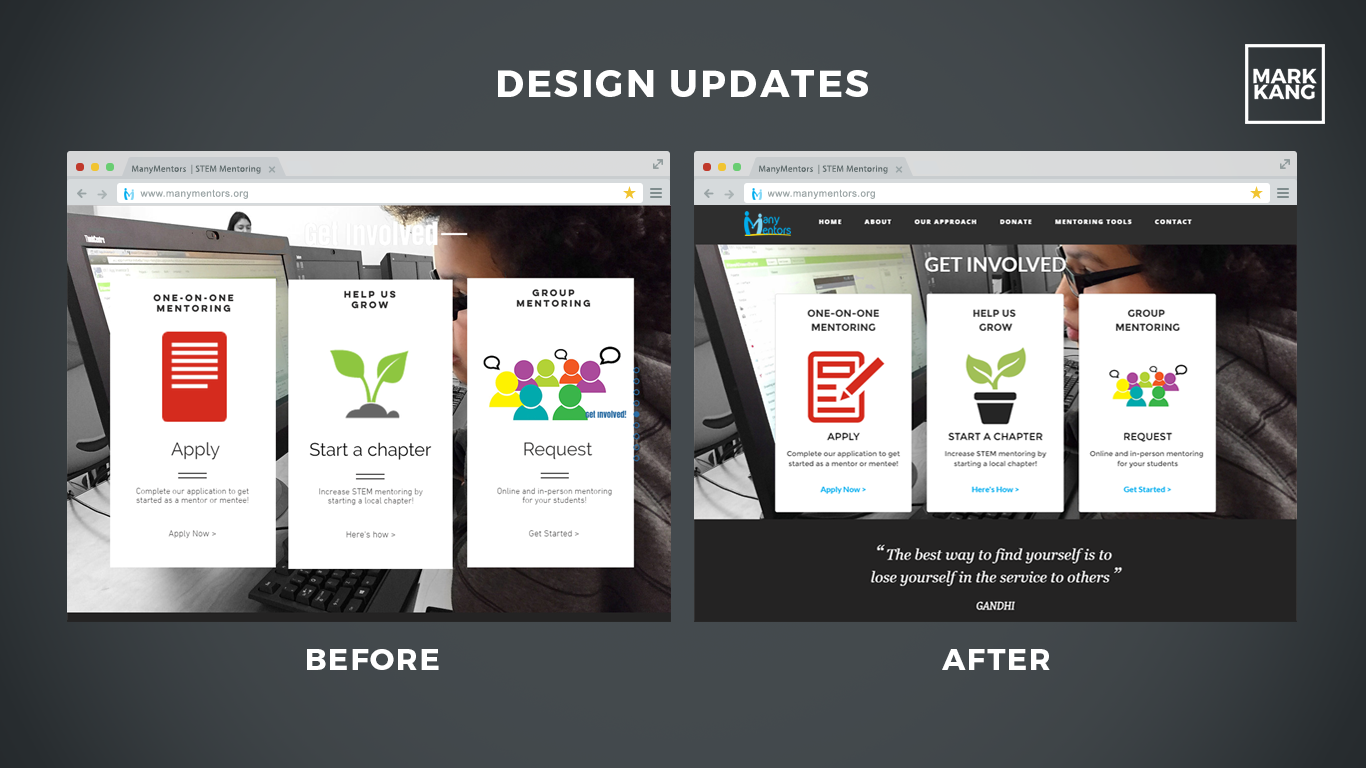 DESIGN UPDATES
MARK
KANG
ManyMentors | STEM Mentoring
www.manymentors.org
ThinkCentre
Get Involved
ONE-ON-ONE
MENTORING
Apply
Complete our application to get
started as a mentor or mentee!
Apply Now >
HELP US
GROW
Start a chapter
Increase STEM mentoring by
starting a local chapter!
Here's how >
GROUP
MENTORING
get involved!
Request
Online and in-person mentoring
for your students!
Get Started >
BEFORE
ManyMentors | STEM Mentoring
www.manymentors.org
Many
Mentors
HOME ABOUT OUR APPROACH DONATE MENTORING TOOLS CONTACT
GET INVOLVED
ONE-ON-ONE
MENTORING
APPLY
Complete our application to get
started as a mentor or mentee!
Apply Now >
HELP US
GROW
START A CHAPTER
Increase STEM mentoring by
starting a local chapter!
Here's How >
GROUP
MENTORING
REQUEST
Online and in-person mentoring
for your students
Get Started >
“The best way to find yourself is to
lose yourself in the service to others”
GANDHI
AFTER